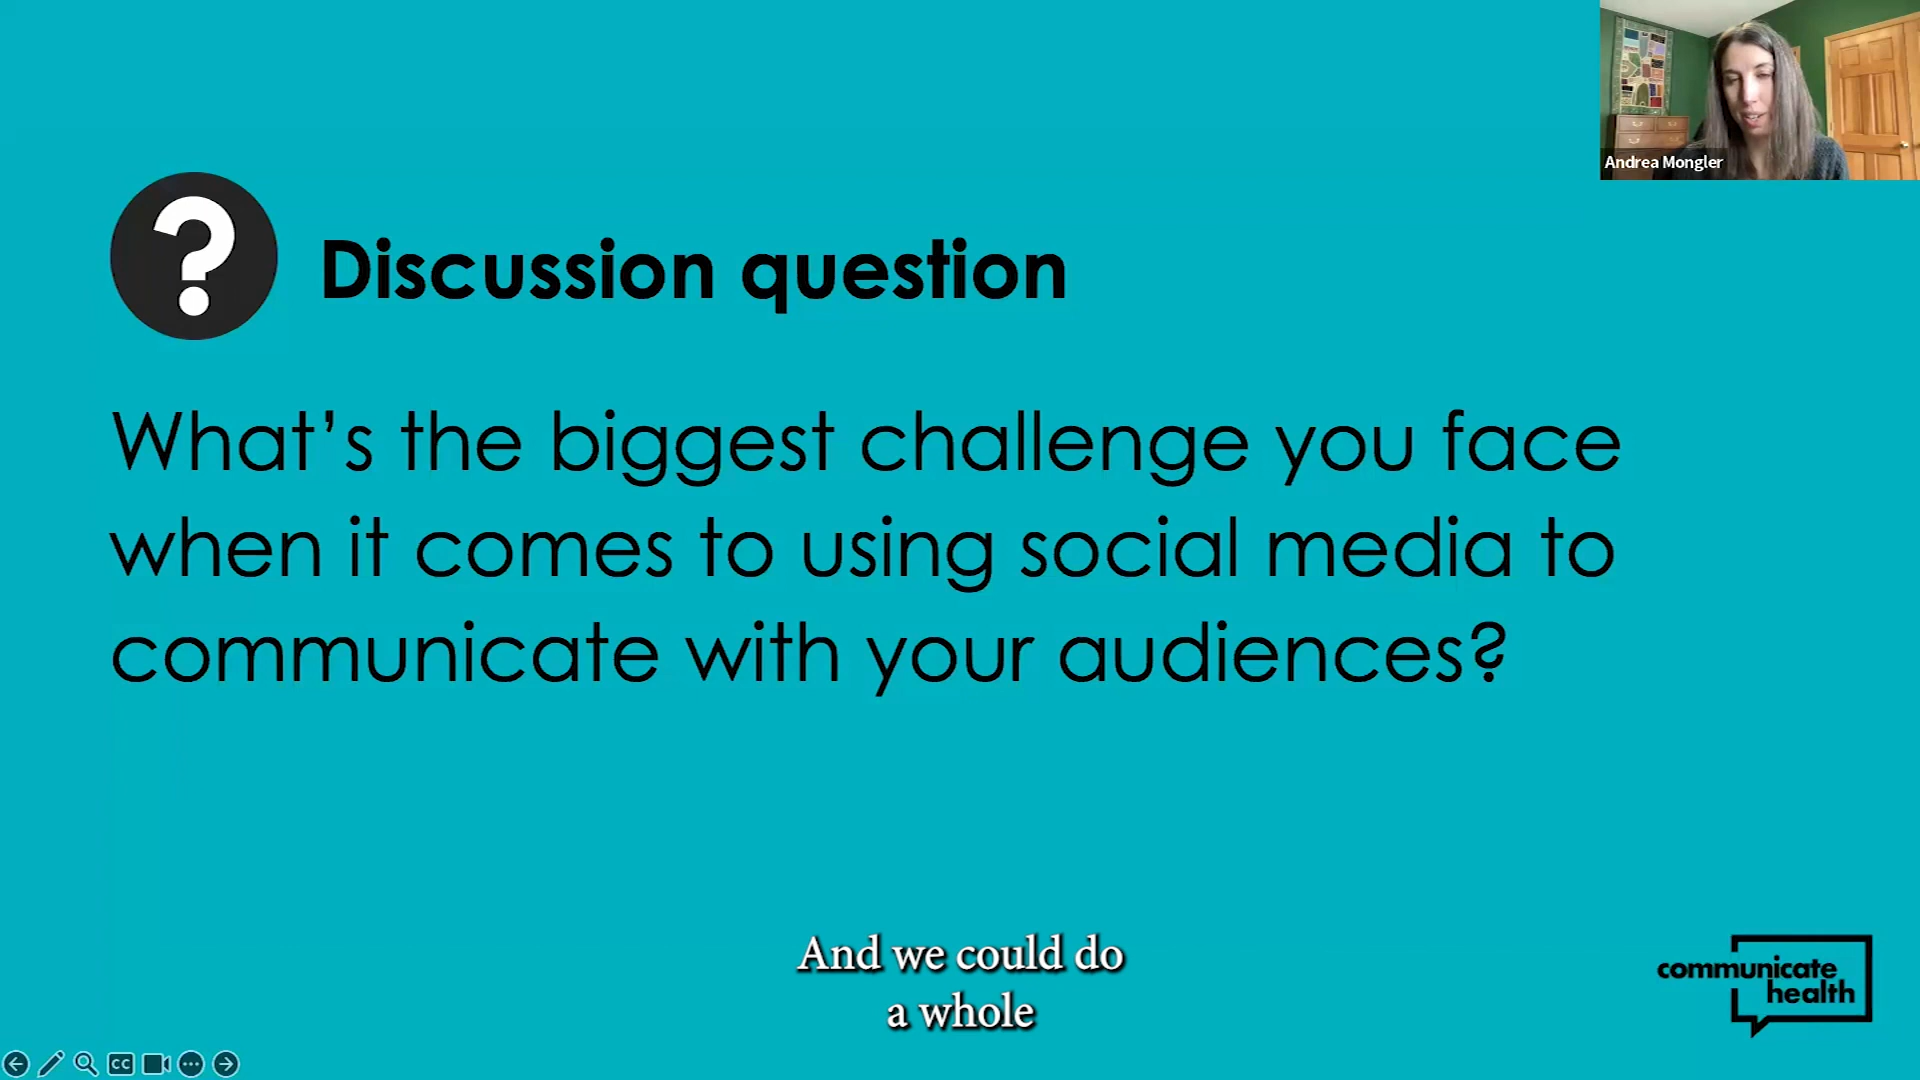 Andrea Mongler
?
Discussion question
What's the biggest challenge you face
when it comes to using social media to
communicate with your audiences?
And we could do
a whole
communicate
health
CC